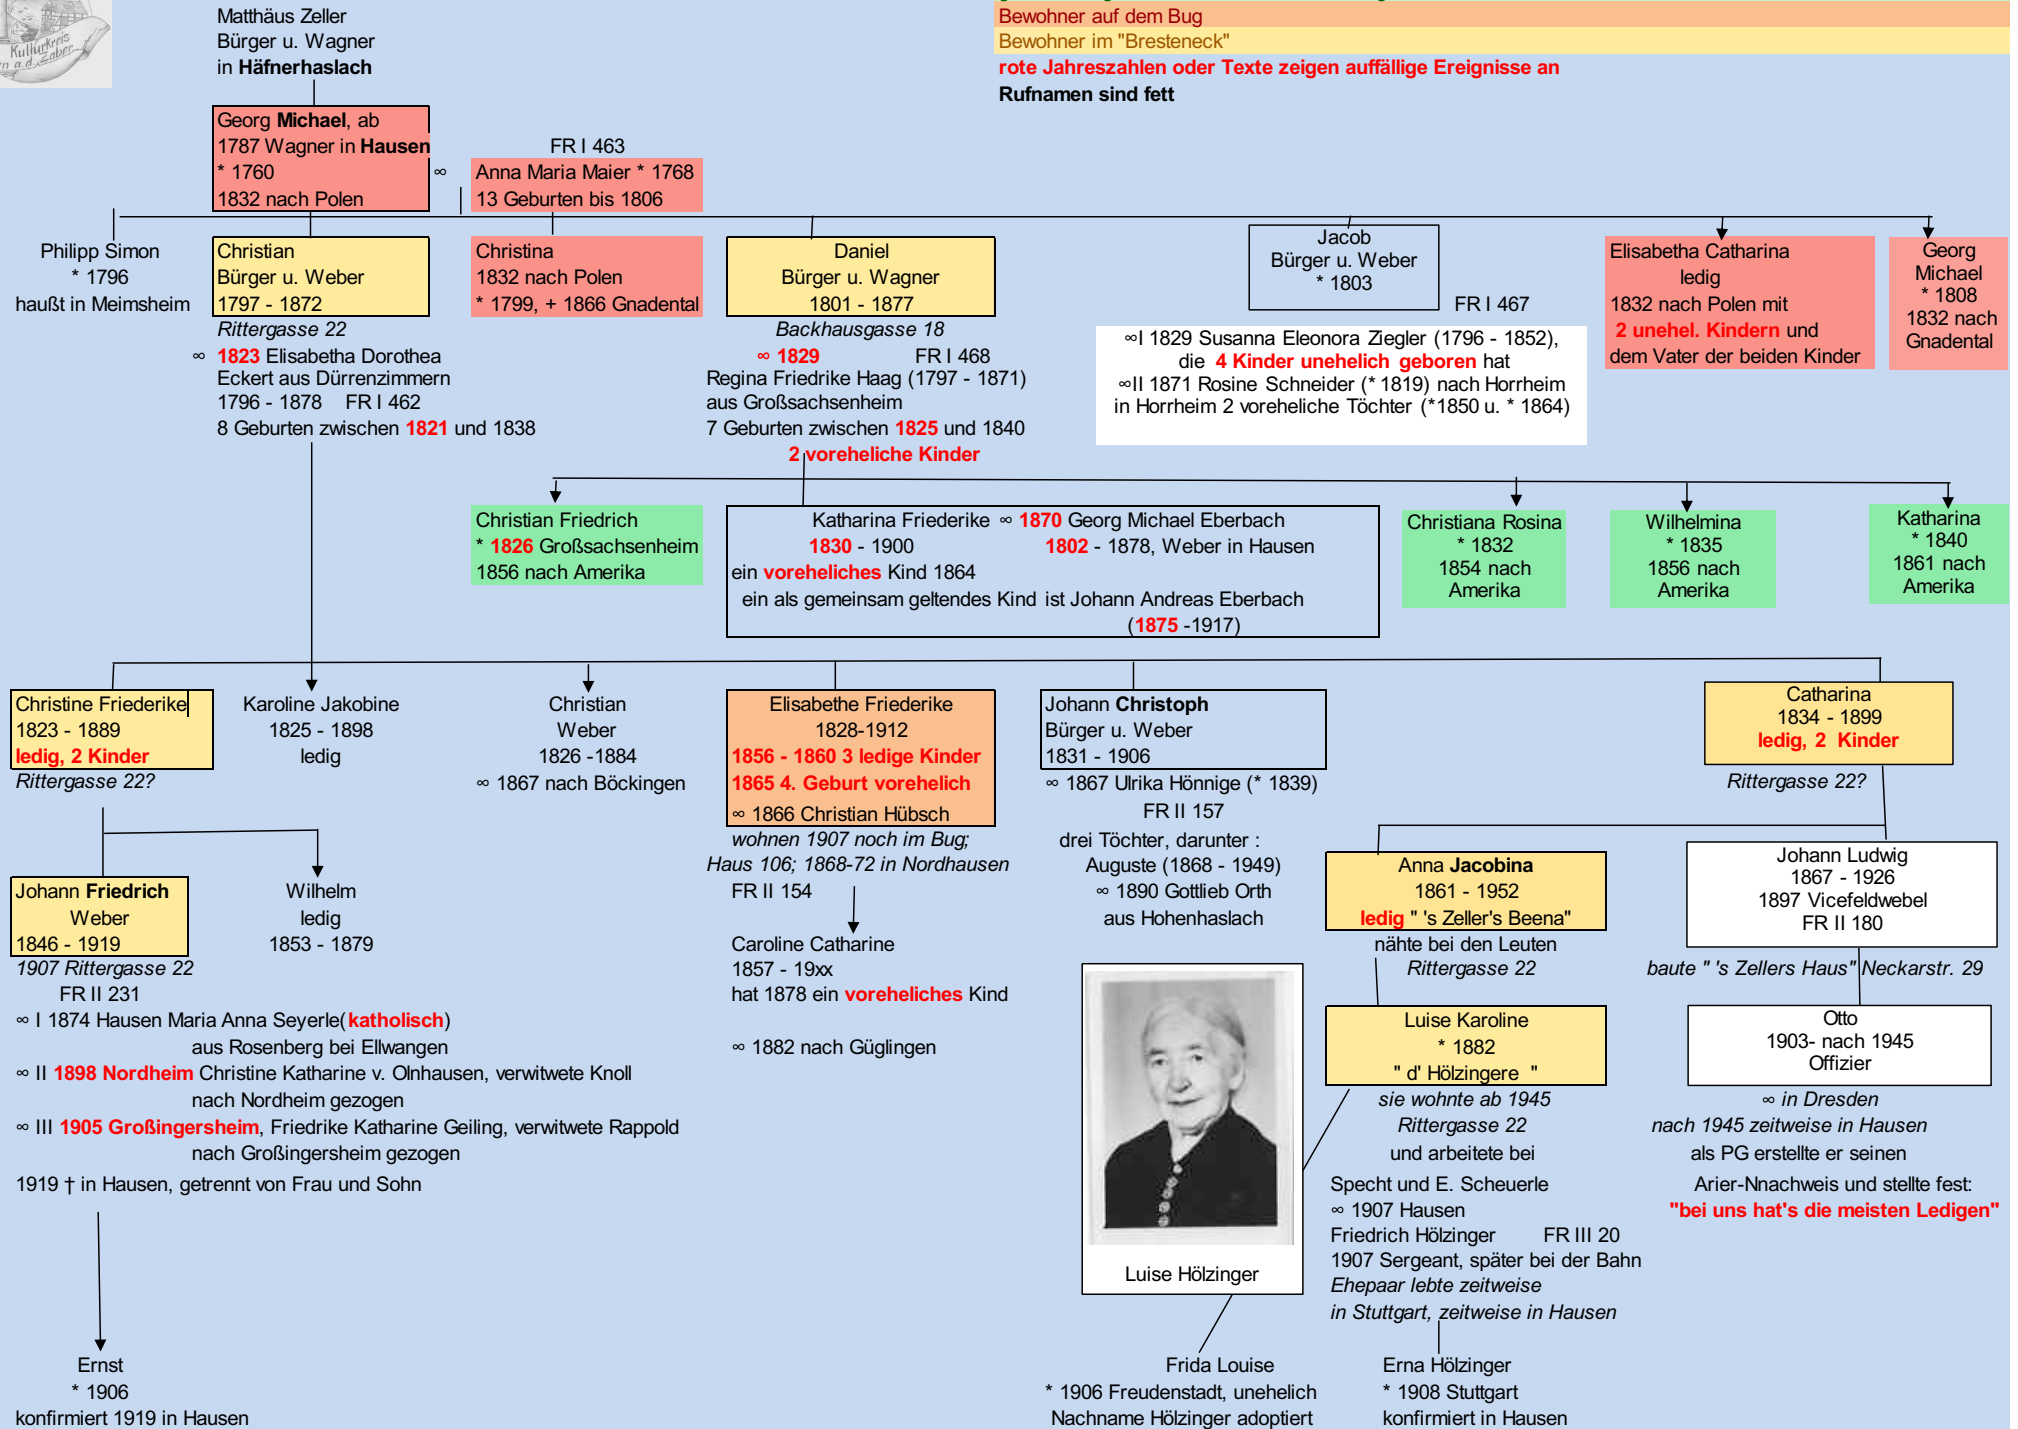 Kulturkreis
n a.d. Zaber
Matthäus Zeller
Bürger u. Wagner
in Häfnerhaslach
Bewohner auf dem Bug
Bewohner im "Bresteneck"
rote Jahreszahlen oder Texte zeigen auffällige Ereignisse an
Rufnamen sind fett
Georg Michael, ab
1787 Wagner in Hausen
* 1760
1832 nach Polen
∞
FR I 463
Anna Maria Maier * 1768
13 Geburten bis 1806
Philipp Simon
* 1796
haußt in Meimsheim
Christian
Bürger u. Weber
1797 - 1872
Rittergasse 22
∞ 1823 Elisabetha Dorothea
Eckert aus Dürrenzimmern
1796 - 1878 FR I 462
8 Geburten zwischen 1821 und 1838
Christina
1832 nach Polen
* 1799, + 1866 Gnadental
Daniel
Bürger u. Wagner
1801 - 1877
Backhausgasse 18
∞ 1829 FR I 468
Regina Friedrike Haag (1797 - 1871)
aus Großsachsenheim
7 Geburten zwischen 1825 und 1840
2 voreheliche Kinder
Jacob
Bürger u. Weber
* 1803
FR I 467
∞I 1829 Susanna Eleonora Ziegler (1796 - 1852),
die 4 Kinder unehelich geboren hat
∞II 1871 Rosine Schneider (* 1819) nach Horrheim
in Horrheim 2 voreheliche Töchter (*1850 u. * 1864)
Elisabetha Catharina
ledig
1832 nach Polen mit
2 unehel. Kindern und
dem Vater der beiden Kinder
Georg
Michael
* 1808
1832 nach
Gnadental
Christian Friedrich
* 1826 Großsachsenheim
1856 nach Amerika
Katharina Friederike ∞ 1870 Georg Michael Eberbach
1830 - 1900 1802 - 1878, Weber in Hausen
ein voreheliches Kind 1864
ein als gemeinsam geltendes Kind ist Johann Andreas Eberbach
(1875 -1917)
Christiana Rosina
* 1832
1854 nach
Amerika
Wilhelmina
* 1835
1856 nach
Amerika
Katharina
* 1840
1861 nach
Amerika
Christine Friederike
1823 - 1889
ledig, 2 Kinder
Rittergasse 22?
Karoline Jakobine
1825 - 1898
ledig
Christian
Weber
1826 -1884
∞ 1867 nach Böckingen
Elisabethe Friederike
1828-1912
1856 - 1860 3 ledige Kinder
1865 4. Geburt vorehelich
∞ 1866 Christian Hübsch
wohnen 1907 noch im Bug;
Haus 106; 1868-72 in Nordhausen
FR II 154
Johann Christoph
Bürger u. Weber
1831 - 1906
∞ 1867 Ulrika Hönnige (* 1839)
FR II 157
drei Töchter, darunter :
Auguste (1868 - 1949)
∞ 1890 Gottlieb Orth
aus Hohenhaslach
Catharina
1834 - 1899
ledig, 2 Kinder
Rittergasse 22?
Johann Friedrich
Weber
1846 - 1919
1907 Rittergasse 22
FR II 231
∞ I 1874 Hausen Maria Anna Seyerle(katholisch)
aus Rosenberg bei Ellwangen
∞ II 1898 Nordheim Christine Katharine v. Olnhausen, verwitwete Knoll
nach Nordheim gezogen
∞ III 1905 Großingersheim, Friedrike Katharine Geiling, verwitwete Rappold
nach Großingersheim gezogen
1919 † in Hausen, getrennt von Frau und Sohn
Wilhelm
ledig
1853 - 1879
Caroline Catharine
1857 - 19xx
hat 1878 ein voreheliches Kind
∞ 1882 nach Güglingen
Anna Jacobina
1861 - 1952
ledig " 's Zeller's Beena"
nähte bei den Leuten
Rittergasse 22
Johann Ludwig
1867 - 1926
1897 Vicefeldwebel
FR II 180
baute " 's Zellers Haus" Neckarstr. 29
Luise Karoline
* 1882
" d' Hölzingere "
sie wohnte ab 1945
Rittergasse 22
und arbeitete bei
Specht und E. Scheuerle
∞ 1907 Hausen
Friedrich Hölzinger FR III 20
1907 Sergeant, später bei der Bahn
Ehepaar lebte zeitweise
in Stuttgart, zeitweise in Hausen
Otto
1903- nach 1945
Offizier
∞ in Dresden
nach 1945 zeitweise in Hausen
als PG erstellte er seinen
Arier-Nnachweis und stellte fest:
"bei uns hat's die meisten Ledigen"
Luise Hölzinger
Ernst
* 1906
konfirmiert 1919 in Hausen
Frida Louise
* 1906 Freudenstadt, unehelich
Nachname Hölzinger adoptiert
Erna Hölzinger
* 1908 Stuttgart
konfirmiert in Hausen